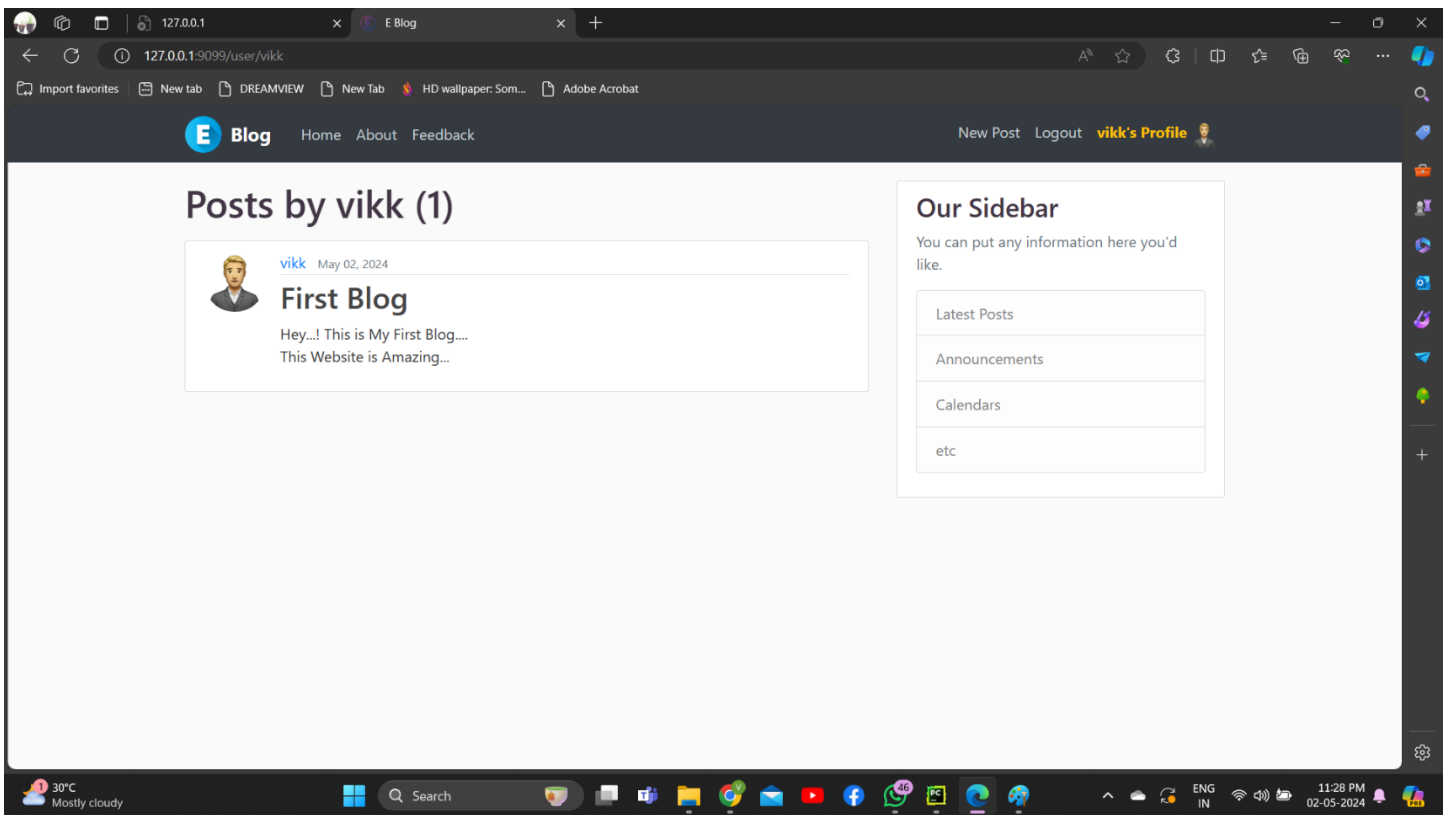 127.0.0.1
E Blog
127.0.0.1:9099/user/vikk
Import favorites
New tab
DREAMVIEW
New Tab
HD wallpaper: Som...
Adobe Acrobat
E Blog
Home About Feedback
New Post Logout vikk's Profile
Posts by vikk (1)
vikk May 02, 2024
First Blog
Hey...! This is My First Blog....
This Website is Amazing...
Our Sidebar
You can put any information here you'd
like.
Latest Posts
Announcements
Calendars
etc
1
30°C
Mostly cloudy
Search
46
PC
ENG
IN
11:28 PM
02-05-2024
PRE